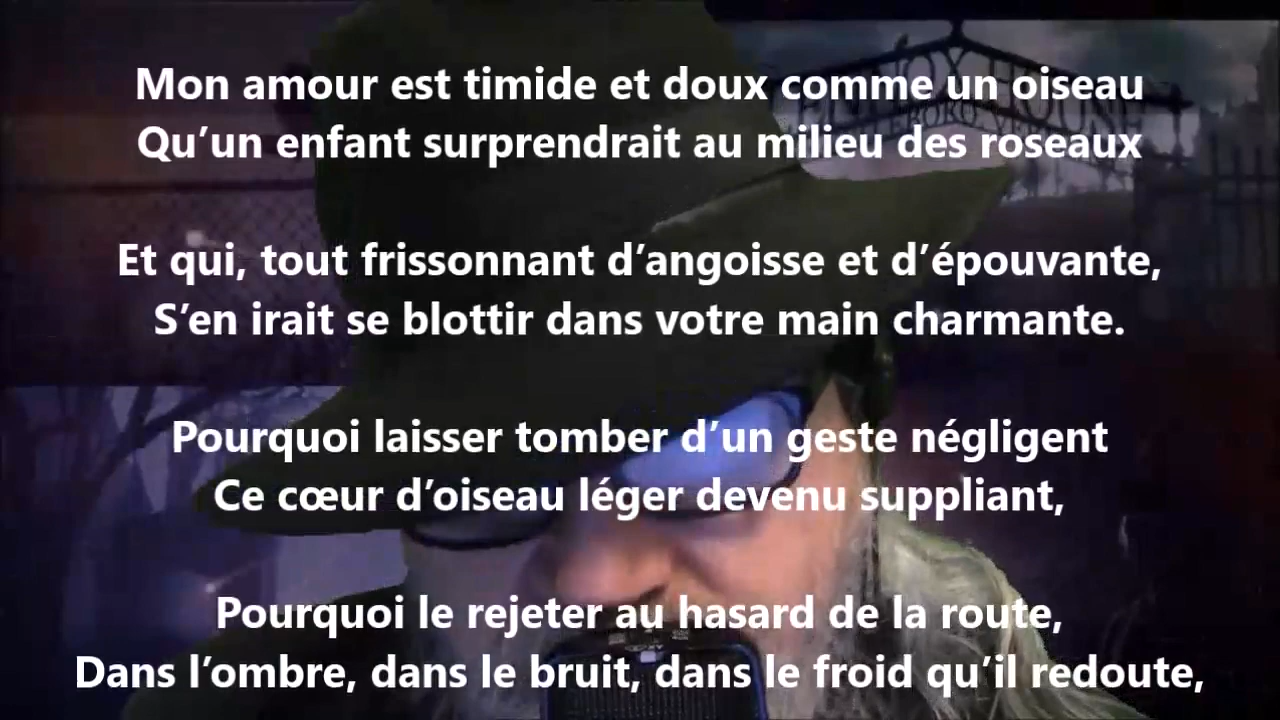 Mon amour est timide et doux comme un oiseau
Qu’un enfant surprendrait au milieu des roseaux
Et qui, tout frissonnant d’angoisse et d’épouvante,
S’en irait se blottir dans votre main charmante.
Pourquoi laisser tomber d’un geste négligent
Ce cœur d’oiseau léger devenu suppliant,
Pourquoi le rejeter au hasard de la route,
Dans l’ombre, dans le bruit, dans le froid qu’il redoute,